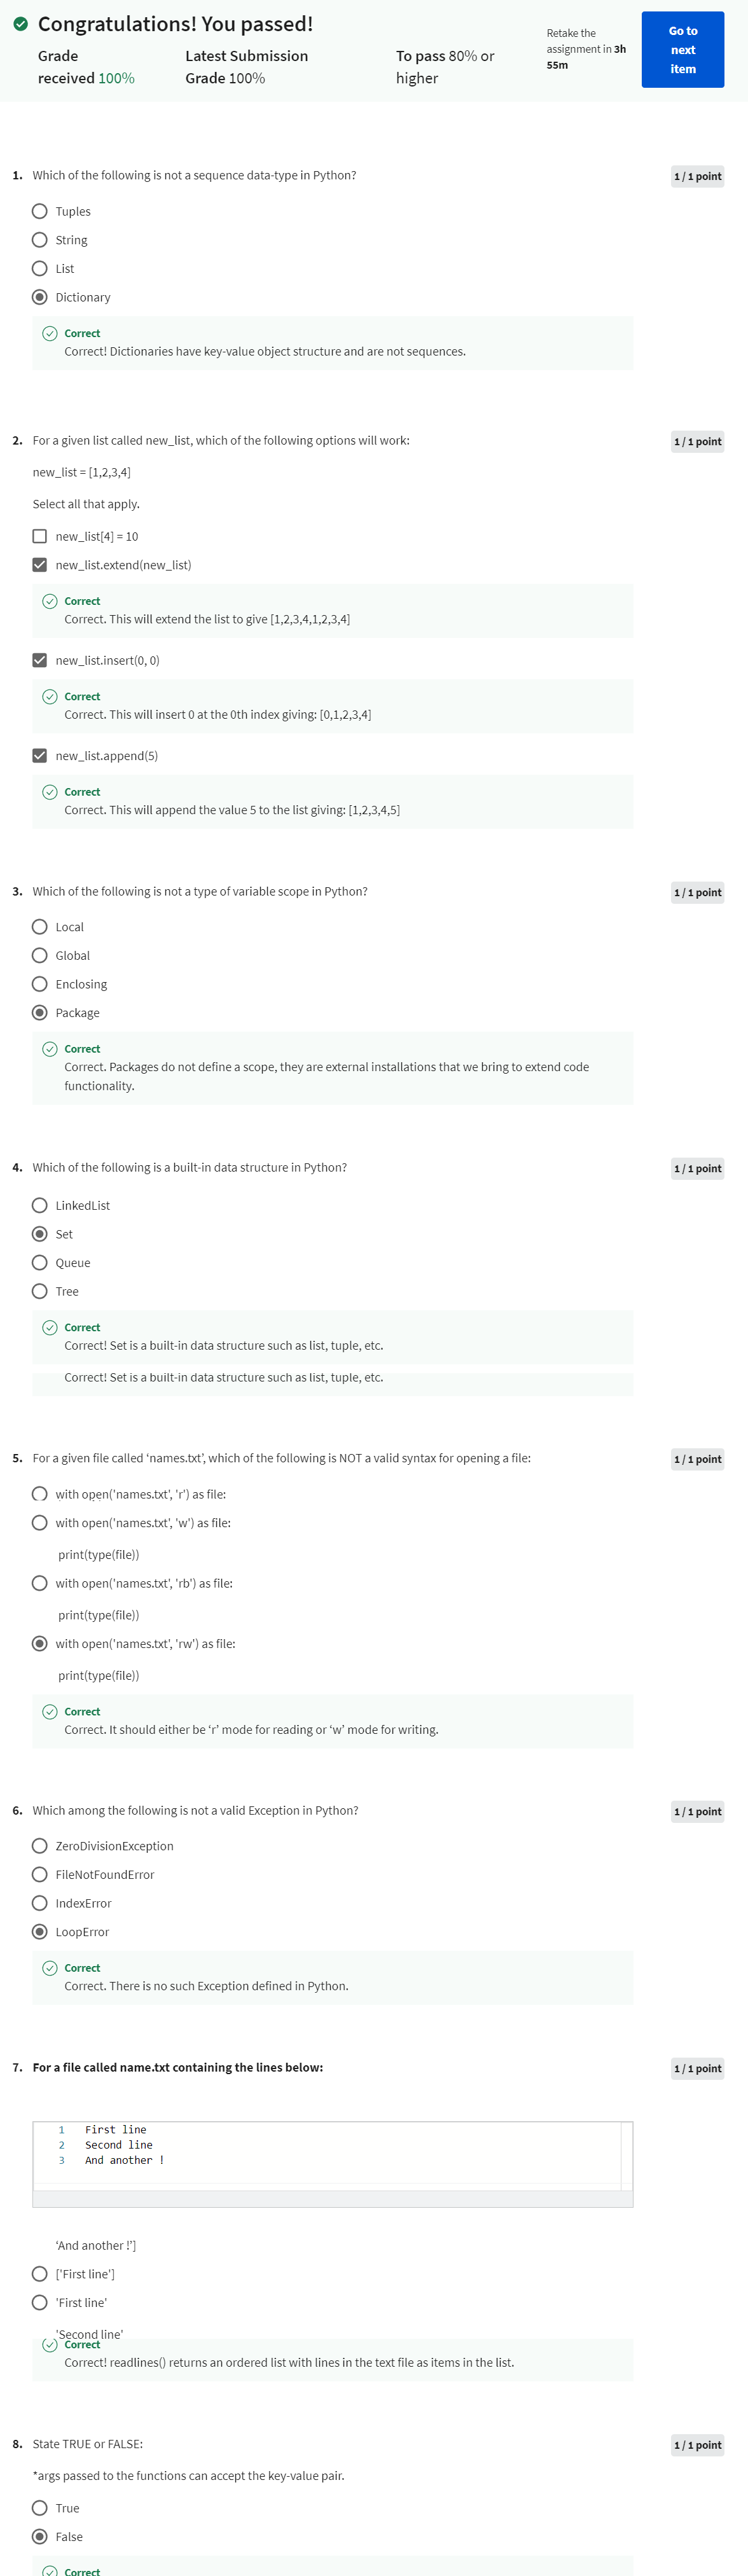 Congratulations! You passed!
Grade received 100%
Latest Submission Grade 100%
To pass 80% or higher
Retake the assignment in 3h 55m
Go to next item
1. Which of the following is not a sequence data-type in Python?
1 / 1 point
Tuples
String
List
Dictionary
Correct
Correct! Dictionaries have key-value object structure and are not sequences.
2. For a given list called new_list, which of the following options will work:
1 / 1 point
new_list = [1,2,3,4]
Select all that apply.
new_list[4] = 10
new_list.extend(new_list)
Correct
Correct. This will extend the list to give [1,2,3,4,1,2,3,4]
new_list.insert(0, 0)
Correct
Correct. This will insert 0 at the 0th index giving: [0,1,2,3,4]
new_list.append(5)
Correct
Correct. This will append the value 5 to the list giving: [1,2,3,4,5]
3. Which of the following is not a type of variable scope in Python?
1 / 1 point
Local
Global
Enclosing
Package
Correct
Correct. Packages do not define a scope, they are external installations that we bring to extend code
functionality.
4. Which of the following is a built-in data structure in Python?
1 / 1 point
LinkedList
Set
Queue
Tree
Correct
Correct! Set is a built-in data structure such as list, tuple, etc.
Correct! Set is a built-in data structure such as list, tuple, etc.
5. For a given file called ‘names.txt’, which of the following is NOT a valid syntax for opening a file:
1 / 1 point
with open('names.txt', 'r') as file:
with open('names.txt', 'w') as file:
print(type(file))
with open('names.txt', 'rb') as file:
print(type(file))
with open('names.txt', 'rw') as file:
print(type(file))
Correct
Correct. It should either be ‘r’ mode for reading or ‘w’ mode for writing.
6. Which among the following is not a valid Exception in Python?
1 / 1 point
ZeroDivisionException
FileNotFoundError
IndexError
LoopError
Correct
Correct. There is no such Exception defined in Python.
7. For a file called name.txt containing the lines below:
1 / 1 point
1 First line
2 Second line
3 And another !
‘And another !’]
['First line']
'First line'
'Second line'
Correct
Correct! readlines() returns an ordered list with lines in the text file as items in the list.
8. State TRUE or FALSE:
1 / 1 point
*args passed to the functions can accept the key-value pair.
True
False
Correct